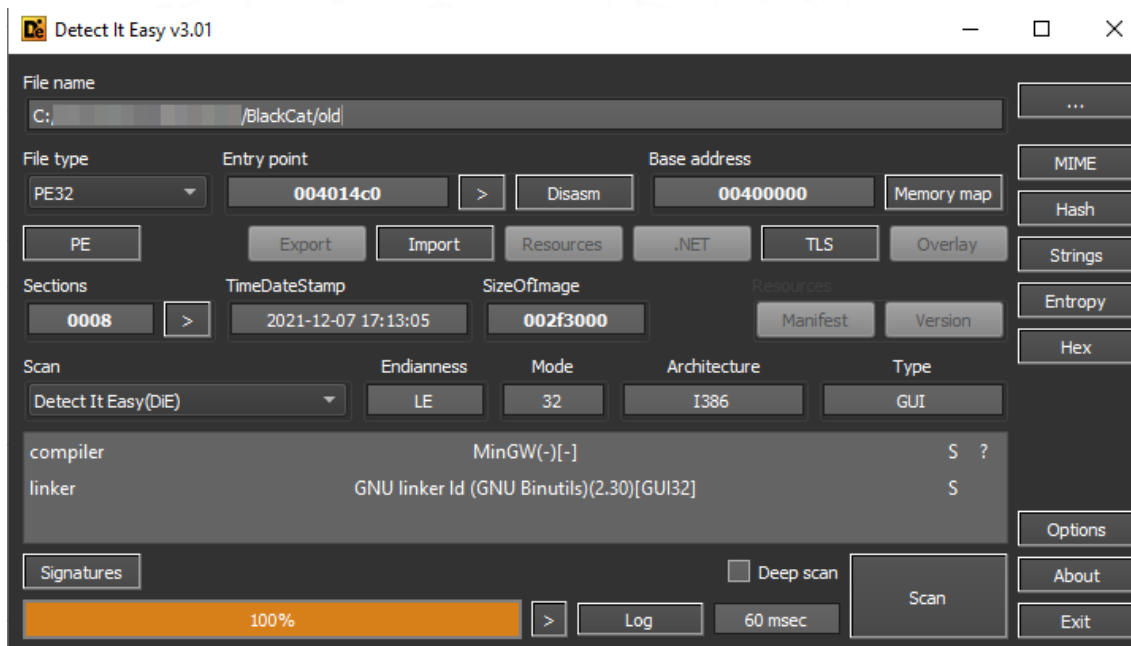 Detect It Easy v3.01
File name
C:/ /BlackCat/old
...
File type Entry point Base address
PE32 004014c0 > Disasm 00400000 Memory map MIME
Hash
PE Export Import Resources .NET TLS Overlay
Strings
Sections TimeDateStamp SizeOfImage Resources
0008 > 2021-12-07 17:13:05 002f3000 Manifest Version
Entropy
Hex
Scan Endianness Mode Architecture Type
Detect It Easy(DiE) LE 32 I386 GUI
compiler MinGW(-)[-] S ?
linker GNU linker ld (GNU Binutils)(2.30)[GUI32] S
Options
Signatures Deep scan Scan About
100% > Log 60 msec Exit